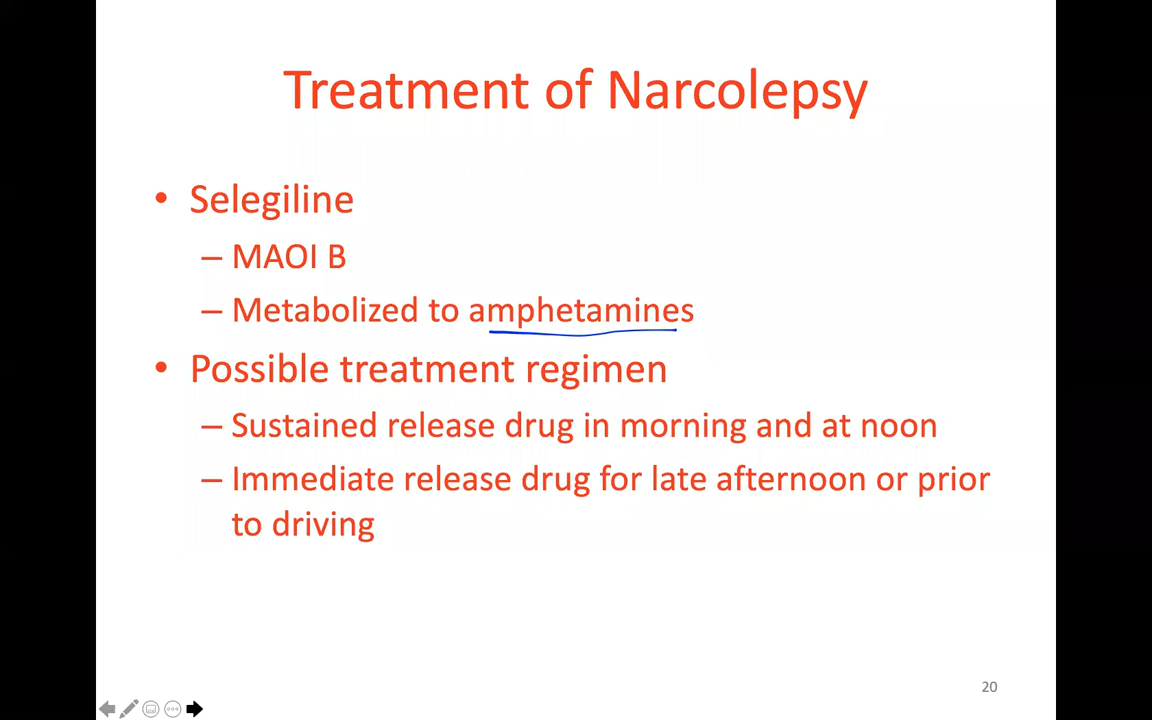 Treatment of Narcolepsy
• Selegiline
– MAOI B
– Metabolized to amphetamines
• Possible treatment regimen
– Sustained release drug in morning and at noon
– Immediate release drug for late afternoon or prior
to driving
20